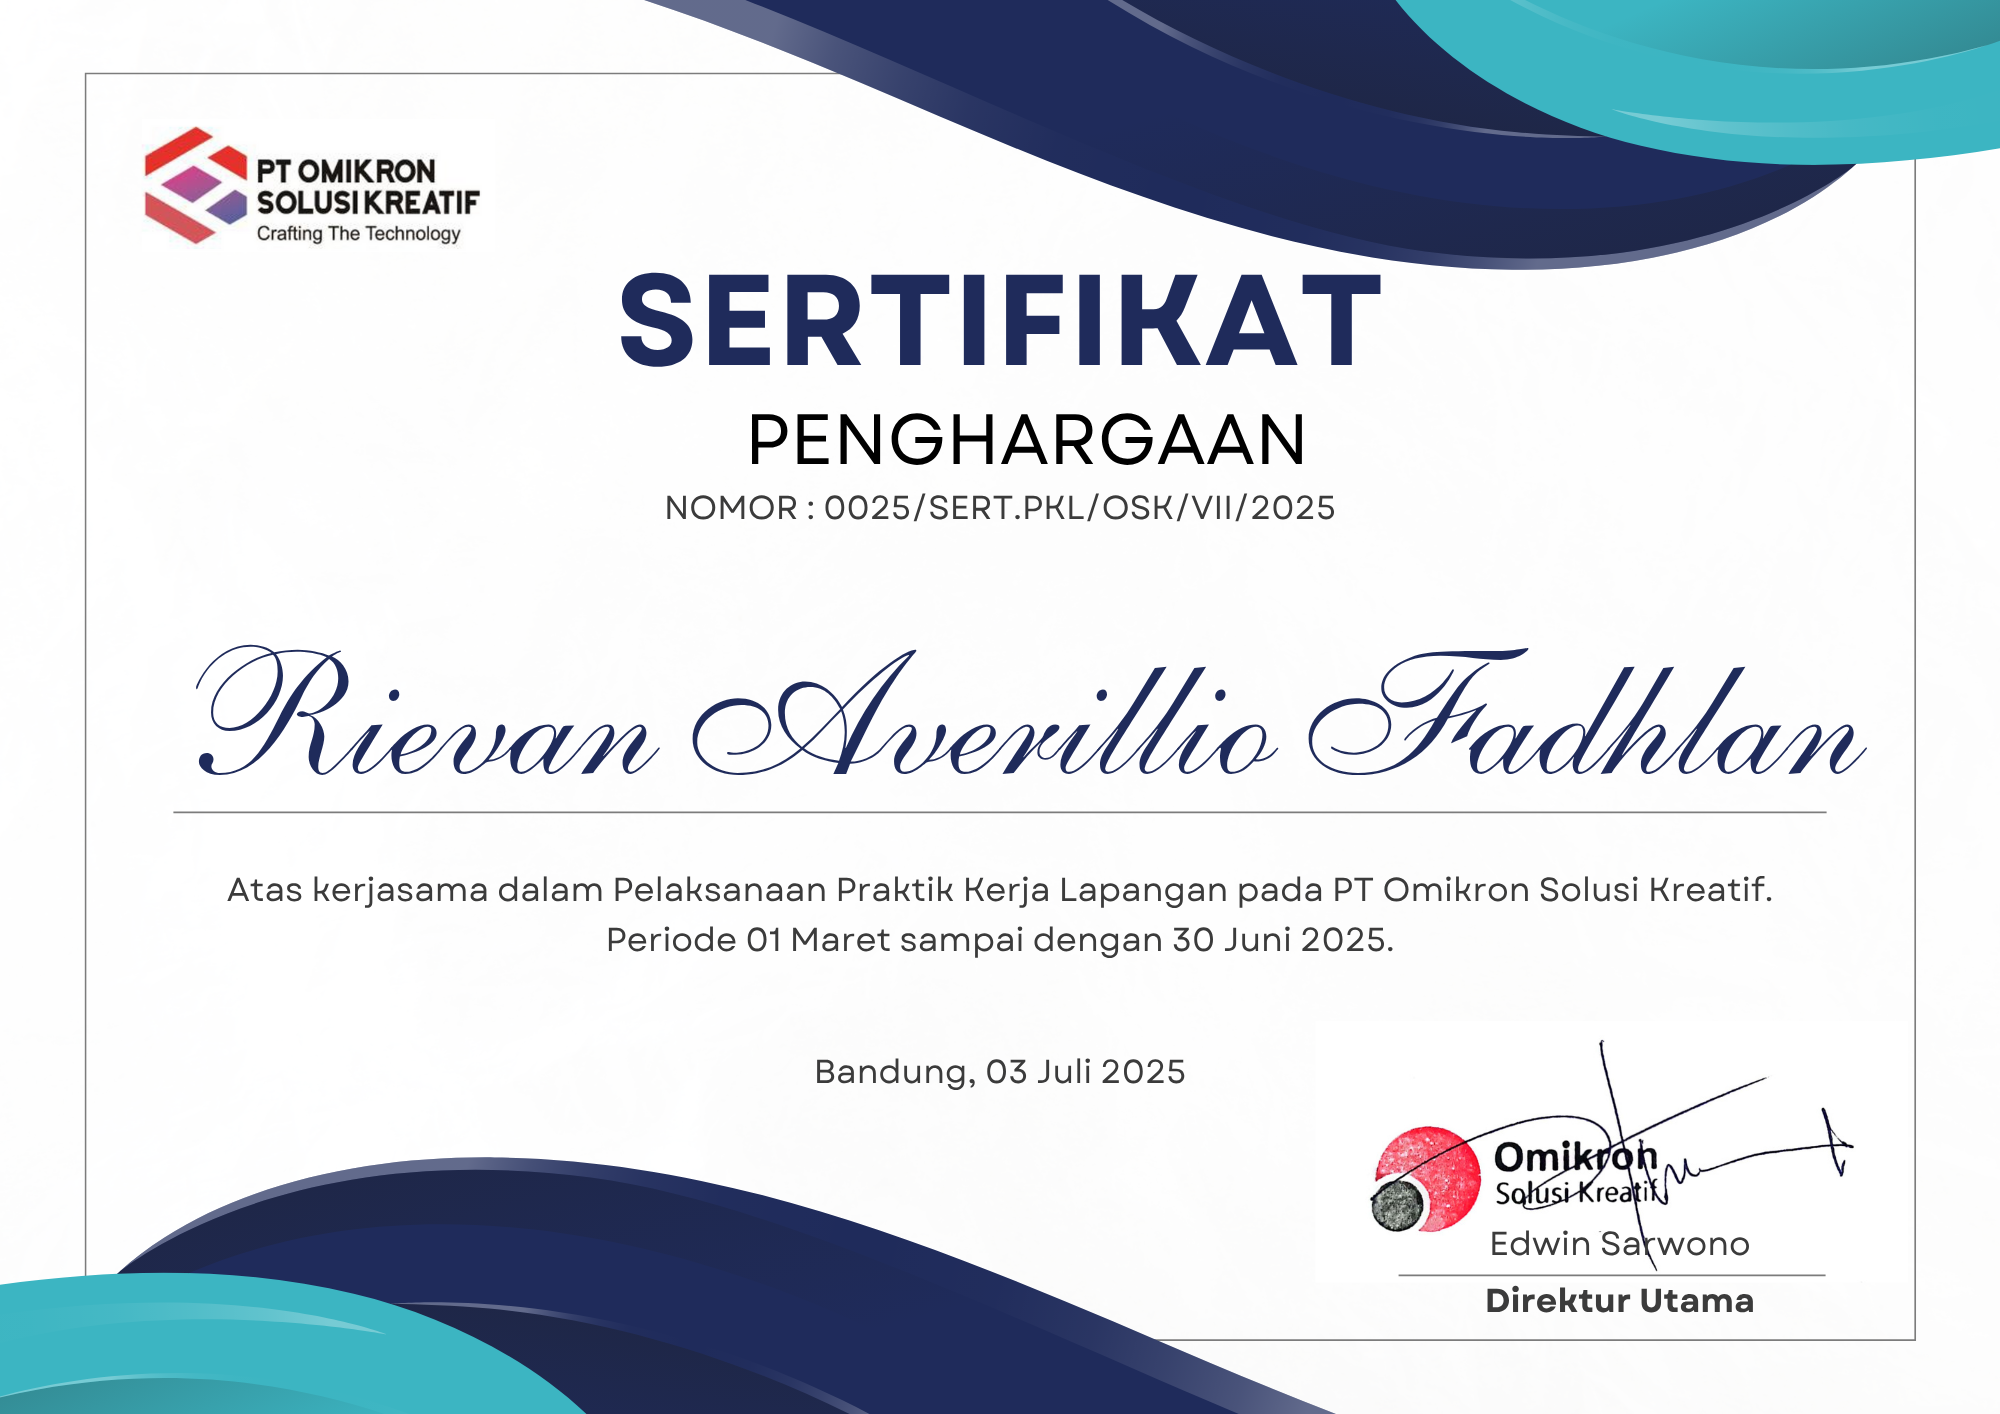 PT OMIKRON
SOLUSI KREATIF
Crafting The Technology
SERTIFIKAT
PENGHARGAAN
NOMOR : 0025/SERT.PKL/OSK/VII/2025
Rievan Averillio Fadhlan
Atas kerjasama dalam Pelaksanaan Praktik Kerja Lapangan pada PT Omikron Solusi Kreatif.
Periode 01 Maret sampai dengan 30 Juni 2025.
Bandung, 03 Juli 2025
Omikron
Solusi Kreatif
Edwin Sarwono
Direktur Utama